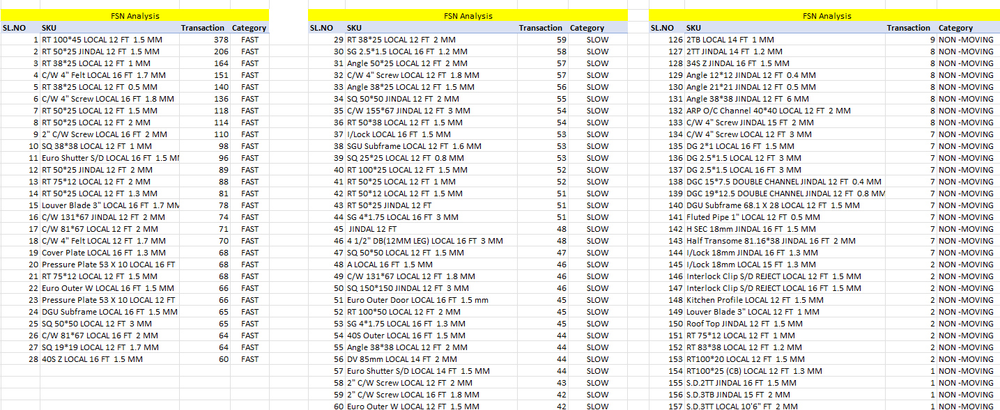 FSN Analysis
SL.NO SKU Transaction Category
1 RT 100*45 LOCAL 12 FT 1.5 MM 378 FAST
2 RT 50*25 JINDAL 12 FT 1.5 MM 206 FAST
3 RT 38*25 LOCAL 12 FT 1 MM 164 FAST
4 C/W 4" Felt LOCAL 16 FT 1.7 MM 151 FAST
5 RT 38*25 LOCAL 12 FT 0.5 MM 140 FAST
6 C/W 4" Screw LOCAL 16 FT 1.8 MM 136 FAST
7 RT 50*25 LOCAL 12 FT 1.5 MM 118 FAST
8 RT 50*25 LOCAL 12 FT 2 MM 114 FAST
9 2" C/W Screw LOCAL 16 FT 2 MM 110 FAST
10 SQ 38*38 LOCAL 12 FT 1 MM 98 FAST
11 Euro Shutter S/D LOCAL 16 FT 1.5 MM 96 FAST
12 RT 50*25 JINDAL 12 FT 2 MM 89 FAST
13 RT 75*12 LOCAL 12 FT 2 MM 88 FAST
14 RT 50*25 LOCAL 12 FT 1.3 MM 81 FAST
15 Louver Blade 3" LOCAL 16 FT 1.7 MM 78 FAST
16 C/W 131*67 JINDAL 12 FT 2 MM 74 FAST
17 C/W 81*67 LOCAL 12 FT 2 MM 71 FAST
18 C/W 4" Felt LOCAL 12 FT 1.7 MM 70 FAST
19 Cover Plate LOCAL 16 FT 1.3 MM 68 FAST
20 Pressure Plate 53 X 10 LOCAL 16 FT 68 FAST
21 RT 75*12 LOCAL 12 FT 1.5 MM 68 FAST
22 Euro Outer W LOCAL 16 FT 1.5 MM 66 FAST
23 Pressure Plate 53 X 10 LOCAL 12 FT 66 FAST
24 DGU Subframe LOCAL 16 FT 1.5 MM 65 FAST
25 SQ 50*50 LOCAL 12 FT 3 MM 65 FAST
26 C/W 81*67 LOCAL 16 FT 2 MM 64 FAST
27 SQ 19*19 LOCAL 12 FT 1.7 MM 64 FAST
28 40S Z LOCAL 16 FT 1.5 MM 60 FAST
FSN Analysis
SL.NO SKU Transaction Category
29 RT 38*25 LOCAL 12 FT 2 MM 59 SLOW
30 SG 2.5*1.5 LOCAL 16 FT 1.2 MM 58 SLOW
31 Angle 50*25 LOCAL 12 FT 2 MM 57 SLOW
32 C/W 4" Screw LOCAL 12 FT 1.8 MM 57 SLOW
33 Angle 38*25 LOCAL 12 FT 1.5 MM 56 SLOW
34 SQ 50*50 JINDAL 12 FT 2 MM 55 SLOW
35 C/W 155*67 JINDAL 12 FT 3 MM 54 SLOW
36 RT 50*38 LOCAL 16 FT 1.5 MM 54 SLOW
37 I/Lock LOCAL 16 FT 1.5 MM 53 SLOW
38 SGU Subframe LOCAL 12 FT 1.6 MM 53 SLOW
39 SQ 25*25 LOCAL 12 FT 0.8 MM 53 SLOW
40 RT 100*25 LOCAL 12 FT 1.5 MM 52 SLOW
41 RT 50*25 LOCAL 12 FT 1 MM 52 SLOW
42 RT 50*12 LOCAL 12 FT 1.5 MM 51 SLOW
43 RT 50*25 JINDAL 12 FT 51 SLOW
44 SG 4*1.75 LOCAL 16 FT 3 MM 51 SLOW
45 JINDAL 12 FT 48 SLOW
46 4 1/2" DB(12MM LEG) LOCAL 16 FT 3 MM 48 SLOW
47 SQ 50*50 LOCAL 12 FT 1.5 MM 47 SLOW
48 A LOCAL 16 FT 1.5 MM 46 SLOW
49 C/W 131*67 LOCAL 12 FT 1.8 MM 46 SLOW
50 SQ 150*150 JINDAL 12 FT 3 MM 46 SLOW
51 Euro Outer Door LOCAL 16 FT 1.5 mm 45 SLOW
52 RT 100*50 LOCAL 12 FT 2 MM 45 SLOW
53 SG 4*1.75 LOCAL 16 FT 1.3 MM 45 SLOW
54 40S Outer LOCAL 16 FT 1.5 MM 44 SLOW
55 Angle 38*38 LOCAL 12 FT 2 MM 44 SLOW
56 DV 85mm LOCAL 14 FT 2 MM 44 SLOW
57 Euro Shutter S/D LOCAL 14 FT 1.5 MM 44 SLOW
58 2" C/W Screw LOCAL 12 FT 2 MM 43 SLOW
59 2" C/W Screw LOCAL 16 FT 1.8 MM 42 SLOW
60 Euro Outer W LOCAL 12 FT 1.5 MM 42 SLOW
FSN Analysis
SL.NO SKU Transaction Category
126 2TB LOCAL 14 FT 1 MM 9 NON -MOVING
127 2TT JINDAL 14 FT 1.2 MM 8 NON -MOVING
128 34S Z JINDAL 16 FT 1.5 MM 8 NON -MOVING
129 Angle 12*12 JINDAL 12 FT 0.4 MM 8 NON -MOVING
130 Angle 21*21 JINDAL 12 FT 0.5 MM 8 NON -MOVING
131 Angle 38*38 JINDAL 12 FT 6 MM 8 NON -MOVING
132 ARP O/C Channel 40*40 LOCAL 12 FT 2 MM 8 NON -MOVING
133 C/W 4" Screw JINDAL 15 FT 2 MM 8 NON -MOVING
134 C/W 4" Screw LOCAL 12 FT 3 MM 7 NON -MOVING
135 DG 2*1 LOCAL 16 FT 1.5 MM 7 NON -MOVING
136 DG 2.5*1.5 LOCAL 12 FT 3 MM 7 NON -MOVING
137 DG 2.5*1.5 LOCAL 16 FT 3 MM 7 NON -MOVING
138 DGC 15*7.5 DOUBLE CHANNEL JINDAL 12 FT 0.4 MM 7 NON -MOVING
139 DGC 19*12.5 DOUBLE CHANNEL JINDAL 12 FT 0.8 MM 7 NON -MOVING
140 DGU Subframe 68.1 X 28 LOCAL 12 FT 1.5 MM 7 NON -MOVING
141 Fluted Pipe 1" LOCAL 12 FT 0.5 MM 7 NON -MOVING
142 H SEC 18mm JINDAL 16 FT 1.5 MM 7 NON -MOVING
143 Half Transome 81.16*38 JINDAL 16 FT 2 MM 7 NON -MOVING
144 I/Lock 18mm JINDAL 16 FT 1.3 MM 7 NON -MOVING
145 I/Lock 18mm LOCAL 15 FT 1.3 MM 2 NON -MOVING
146 Interlock Clip S/D REJECT LOCAL 12 FT 1.5 MM 2 NON -MOVING
147 Interlock Clip S/D REJECT LOCAL 16 FT 1.5 MM 2 NON -MOVING
148 Kitchen Profile LOCAL 12 FT 1.5 MM 2 NON -MOVING
149 Louver Blade 3" LOCAL 12 FT 1 MM 2 NON -MOVING
150 Roof Top JINDAL 12 FT 1.5 MM 2 NON -MOVING
151 RT 75*12 LOCAL 12 FT 1 MM 2 NON -MOVING
152 RT 83*38 LOCAL 12 FT 1.2 MM 2 NON -MOVING
153 RT100*20 LOCAL 12 FT 1.5 MM 2 NON -MOVING
154 RT100*25 (CB) LOCAL 12 FT 1.3 MM 1 NON -MOVING
155 S.D.2TT JINDAL 16 FT 1.5 MM 1 NON -MOVING
156 S.D.3TB JINDAL 15 FT 2 MM 1 NON -MOVING
157 S.D.3TT LOCAL 10'6" FT 2 MM 1 NON -MOVING